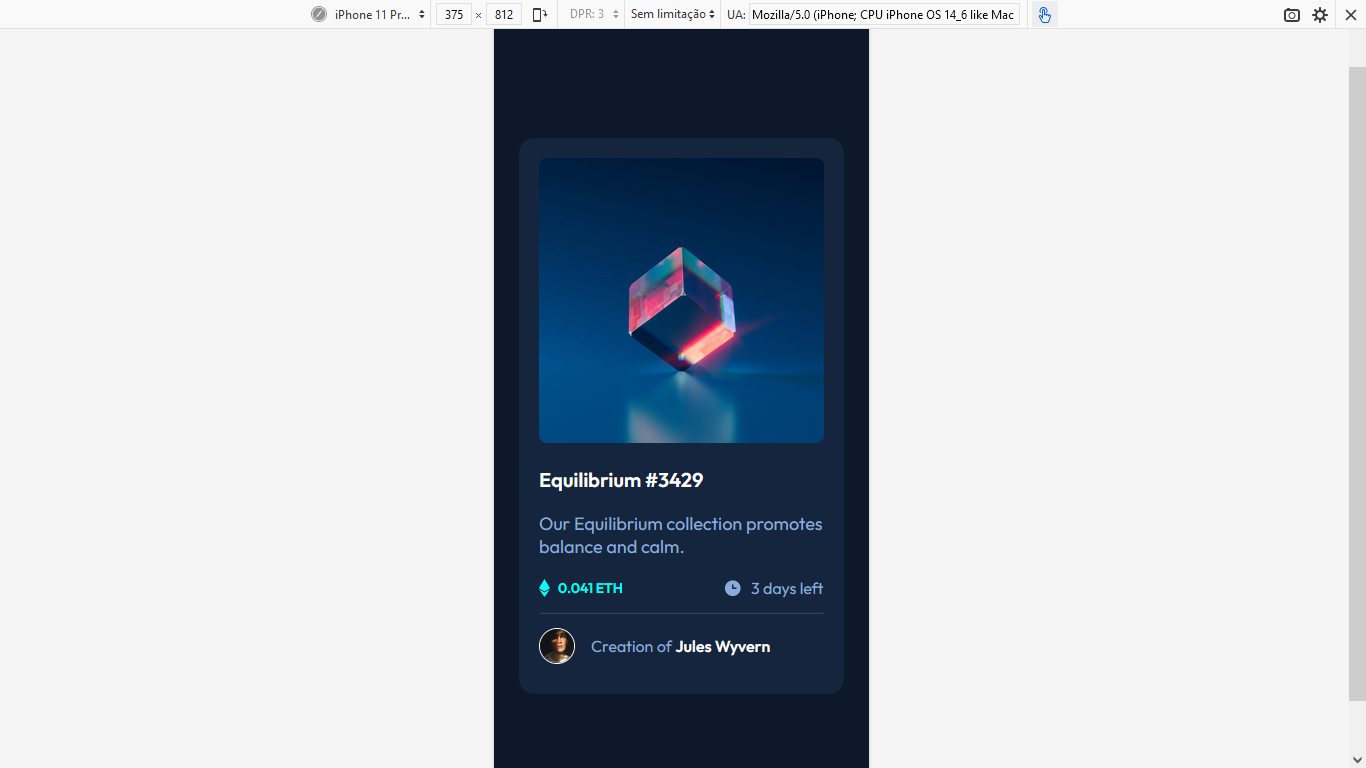 iPhone 11 Pr... 375 × 812 DPR: 3 Sem limitação UA: Mozilla/5.0 (iPhone; CPU iPhone OS 14_6 like Mac
Equilibrium #3429
Our Equilibrium collection promotes
balance and calm.
0.041 ETH 3 days left
Creation of Jules Wyvern